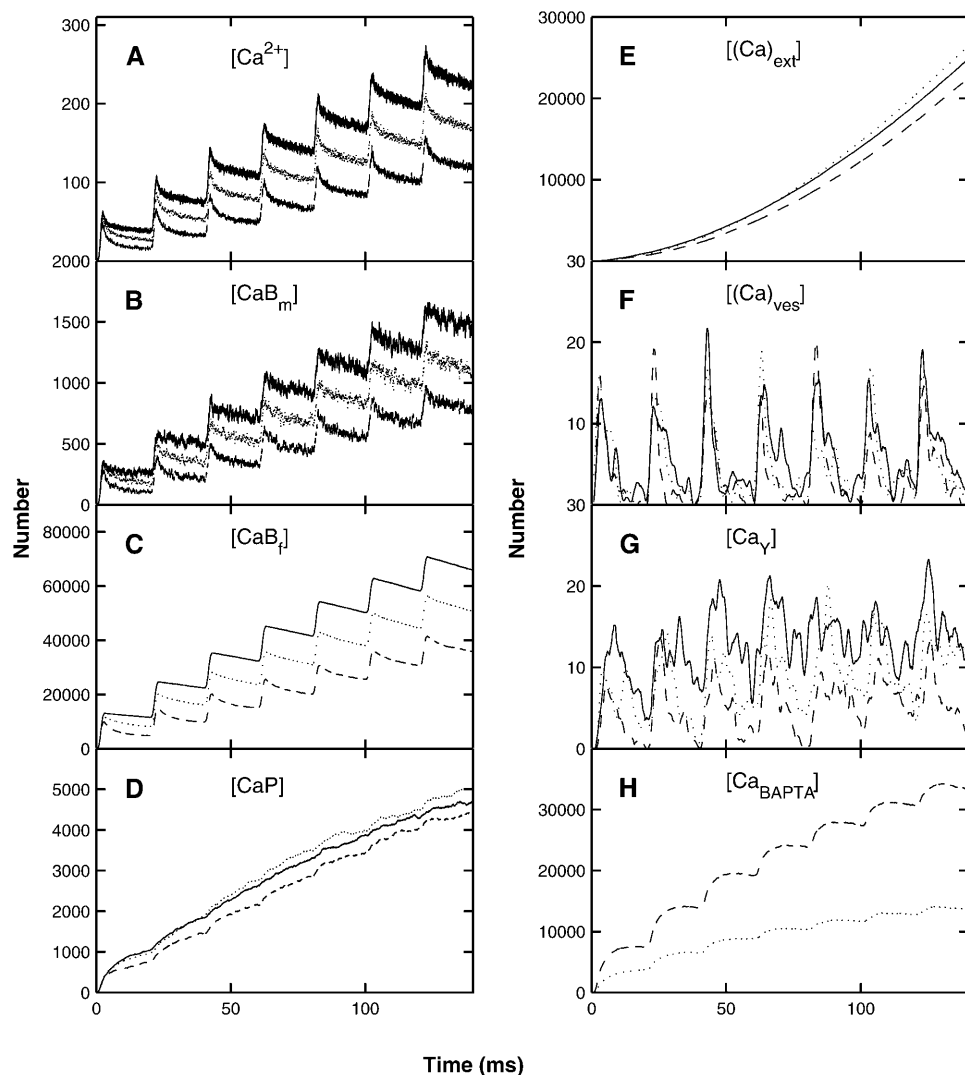 A
[Ca2+]
300
200
100
2000
B
[CaBm]
1500
1000
500
0
C
[CaBf]
80000
60000
40000
20000
0
D
[CaP]
5000
4000
3000
2000
1000
0
0
50
100
Number
E
[(Ca)ext]
30000
20000
10000
30
F
[(Ca)ves]
20
10
30
G
[CaY]
20
10
0
H
[CaBAPTA]
30000
20000
10000
0
0
50
100
Number
Time (ms)